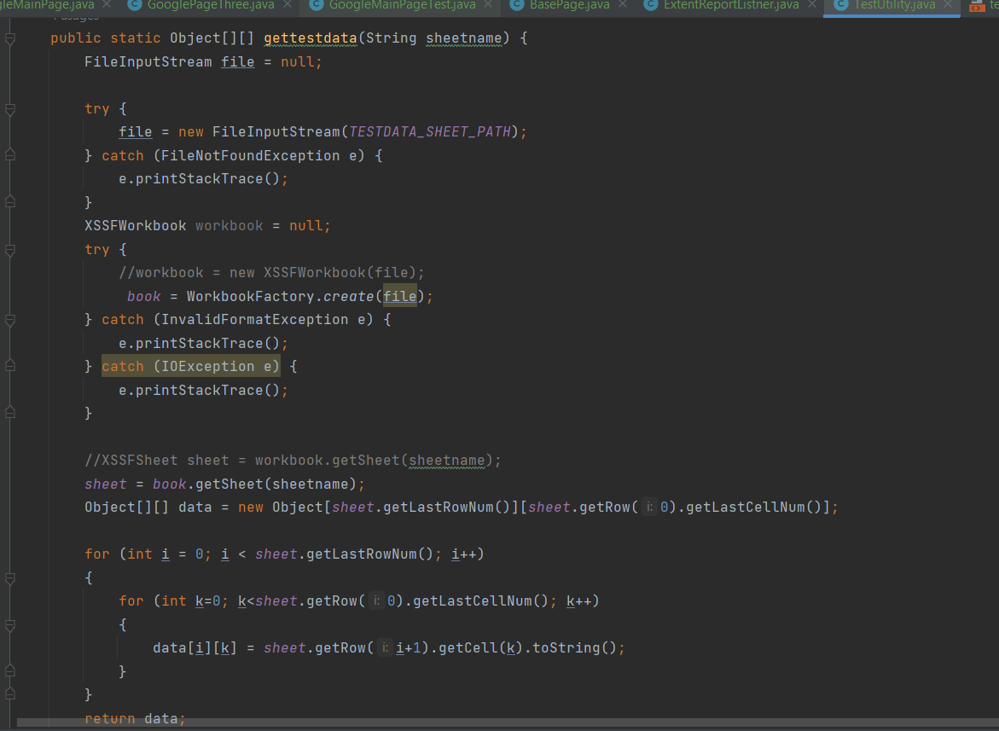 gleMainPage.java GooglePageThree.java GoogleMainPageTest.java BasePage.java ExtentReportListner.java TestUtility.java te
public static Object[][] gettestdata(String sheetname) {
FileInputStream file = null;
try {
file = new FileInputStream(TESTDATA_SHEET_PATH);
} catch (FileNotFoundException e) {
e.printStackTrace();
}
XSSFWorkbook workbook = null;
try {
//workbook = new XSSFWorkbook(file);
book = WorkbookFactory.create(file);
} catch (InvalidFormatException e) {
e.printStackTrace();
} catch (IOException e) {
e.printStackTrace();
}
//XSSFSheet sheet = workbook.getSheet(sheetname);
sheet = book.getSheet(sheetname);
Object[][] data = new Object[sheet.getLastRowNum()][sheet.getRow( i: 0).getLastCellNum()];
for (int i = 0; i < sheet.getLastRowNum(); i++)
{
for (int k=0; k<sheet.getRow( i: 0).getLastCellNum(); k++)
{
data[i][k] = sheet.getRow( i: i+1).getCell(k).toString();
}
}
return data;